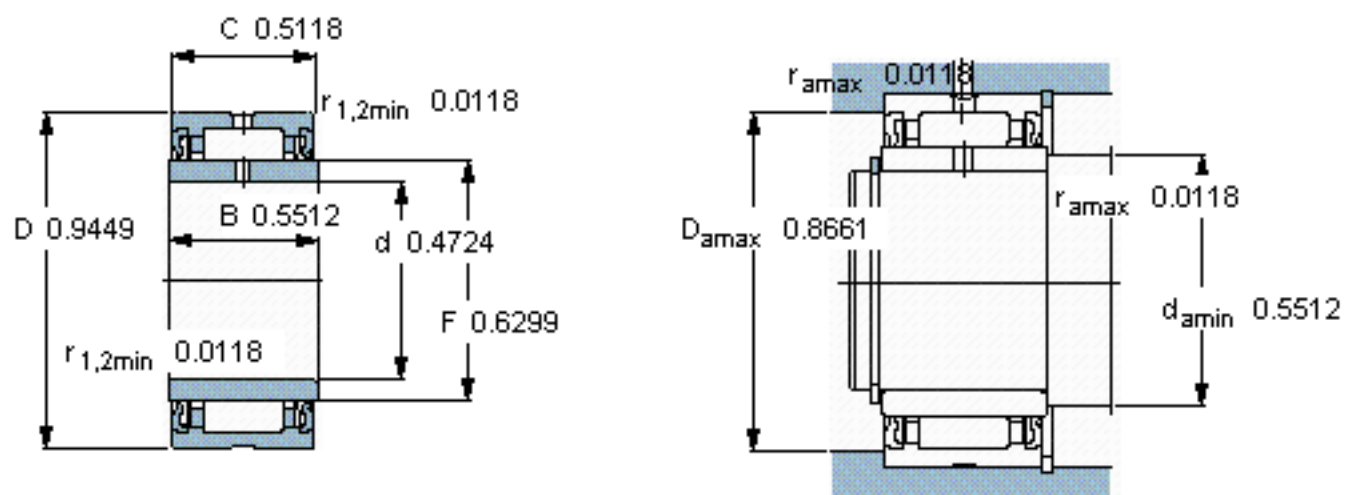 C 0.5118
r1,2min 0.0118
D 0.9449
B 0.5512
d 0.4724
F 0.6299
r1,2min 0.0118
ramax 0.0118
ramax 0.0118
Damax 0.8661
damin 0.5512